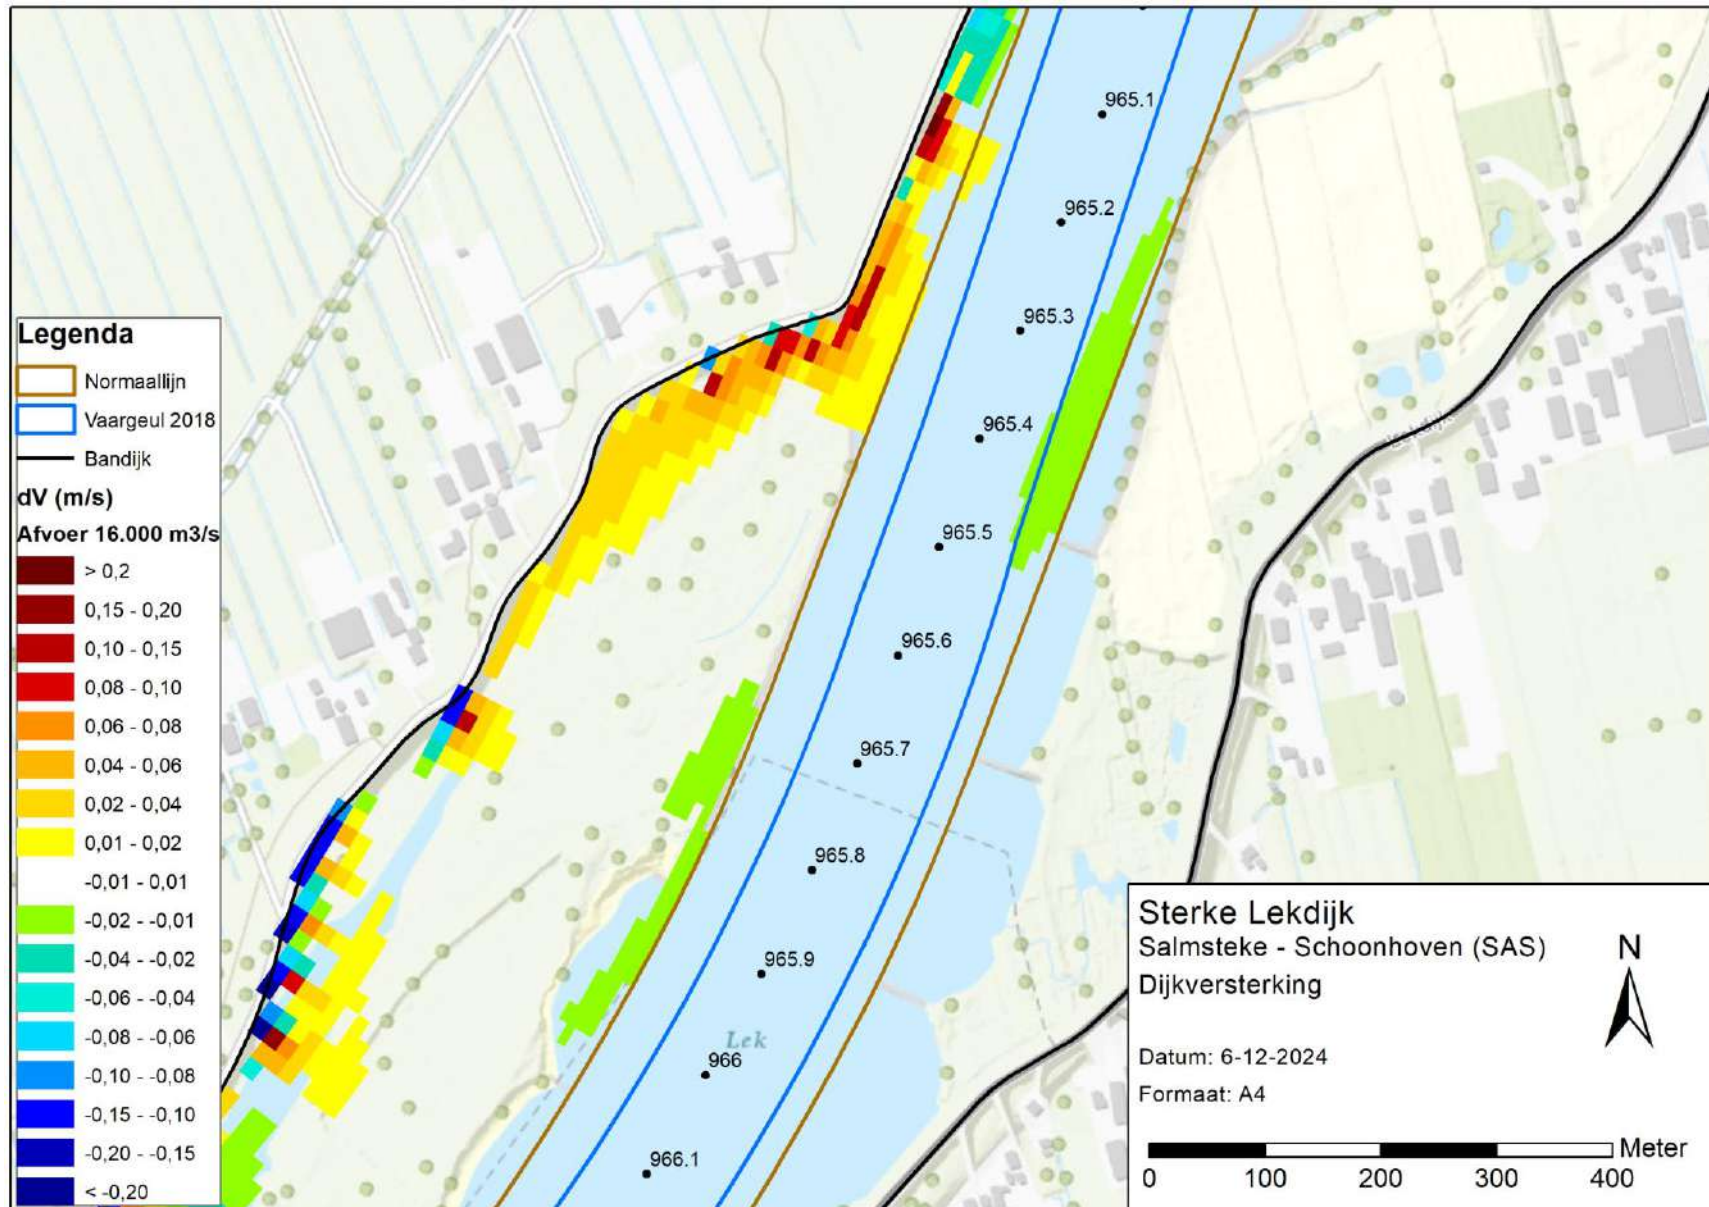 965.1
965.2
965.3
965.4
965.5
965.6
965.7
965.8
965.9
Lek
966
966.1
Legenda
Normaallijn
Vaargeul 2018
Bandijk
dV (m/s)
Afvoer 16.000 m3/s
> 0,2
0,15 - 0,20
0,10 - 0,15
0,08 - 0,10
0,06 - 0,08
0,04 - 0,06
0,02 - 0,04
0,01 - 0,02
-0,01 - 0,01
-0,02 - -0,01
-0,04 - -0,02
-0,06 - -0,04
-0,08 - -0,06
-0,10 - -0,08
-0,15 - -0,10
-0,20 - -0,15
< -0,20
Sterke Lekdijk
Salmsteke - Schoonhoven (SAS)
Dijkversterking
N
Datum: 6-12-2024
Formaat: A4
Meter
0 100 200 300 400